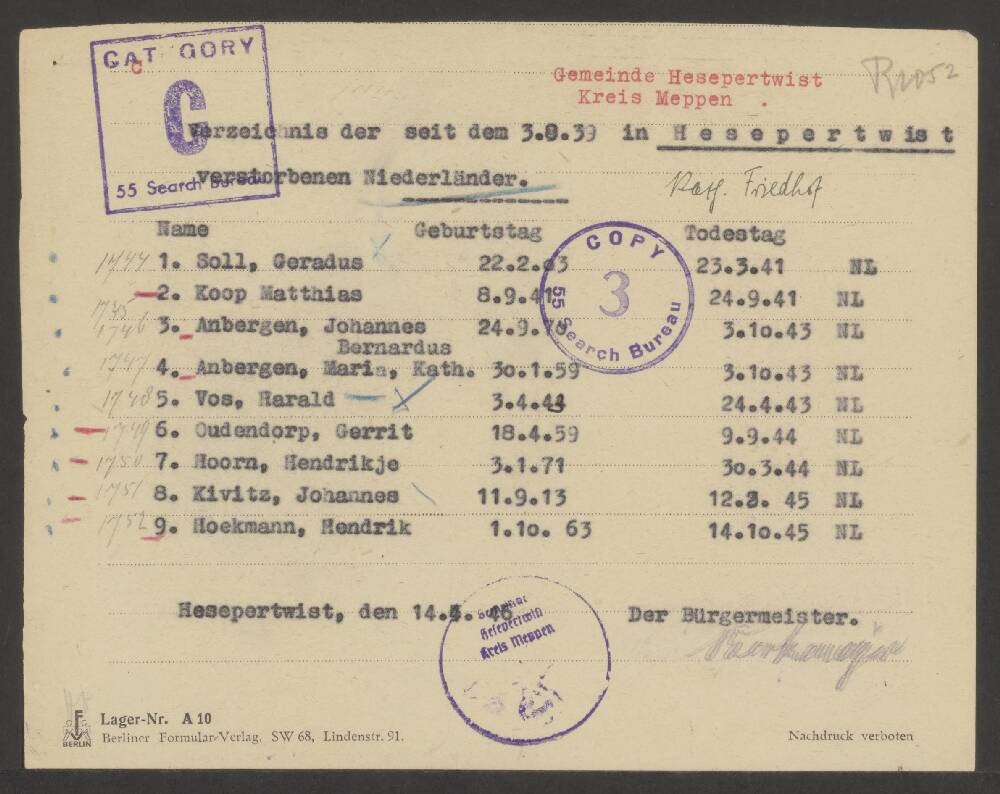 CAT GORY
C
C
55 Search Bureau
Gemeinde Hesepertwist
Kreis Meppen .
R2052
Verzeichnis der seit dem 3.9.39 in Hesepertwist
verstorbenen Niederländer.
Kath. Friedhof
Name Geburtstag Todestag
COPY
3
55 Search Bureau
1744 1. Soll, Geradus 22.2.63 23.3.41 NL
1745 2. Koop Matthias 8.9.41 24.9.41 NL
1746 3. Anbergen, Johannes 24.9.78 3.10.43 NL
Bernardus
1747 4. Anbergen, Maria, Kath. 30.1.59 3.10.43 NL
1748 5. Vos, Harald 3.4.43 24.4.43 NL
1749 6. Oudendorp, Gerrit 18.4.59 9.9.44 NL
1750 7. Hoorn, Hendrikje 3.1.71 30.3.44 NL
1751 8. Kivitz, Johannes 11.9.13 12.3. 45 NL
1752 9. Hoekmann, Hendrik 1.10. 63 14.10.45 NL
Hesepertwist, den 14. 46. Der Bürgermeister.
Gemeinde
Hesepertwist
Kreis Meppen
BERLIN
Lager-Nr. A 10
Berliner Formular-Verlag, SW 68, Lindenstr. 91. Nachdruck verboten